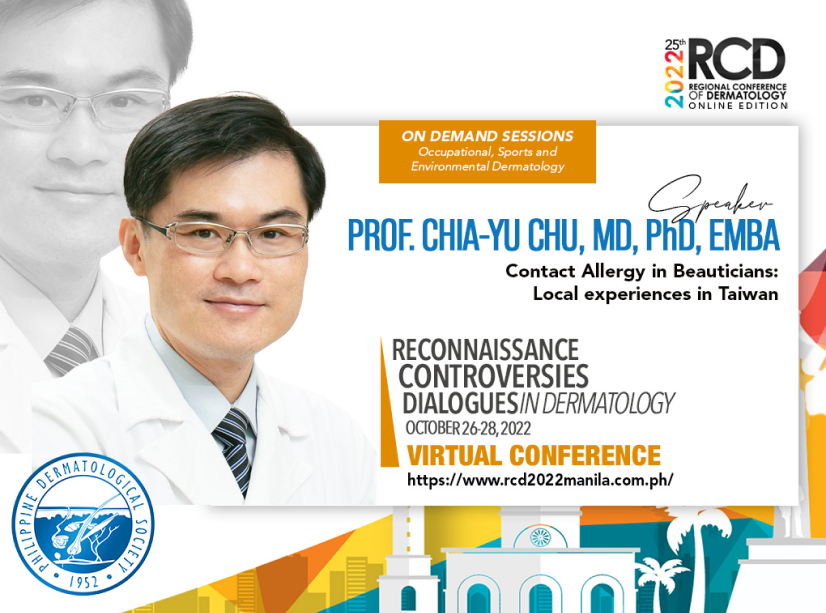 25th
2022
RCD
REGIONAL CONFERENCE
OF DERMATOLOGY
ONLINE EDITION
ON DEMAND SESSIONS
Occupational, Sports and
Environmental Dermatology
Speaker
PROF. CHIA-YU CHU, MD, PhD, EMBA
Contact Allergy in Beauticians:
Local experiences in Taiwan
RECONNAISSANCE
CONTROVERSIES
DIALOGUES IN DERMATOLOGY
OCTOBER 26-28, 2022
VIRTUAL CONFERENCE
https://www.rcd2022manila.com.ph/
PHILIPPINE DERMATOLOGICAL SOCIETY
• 1952 •